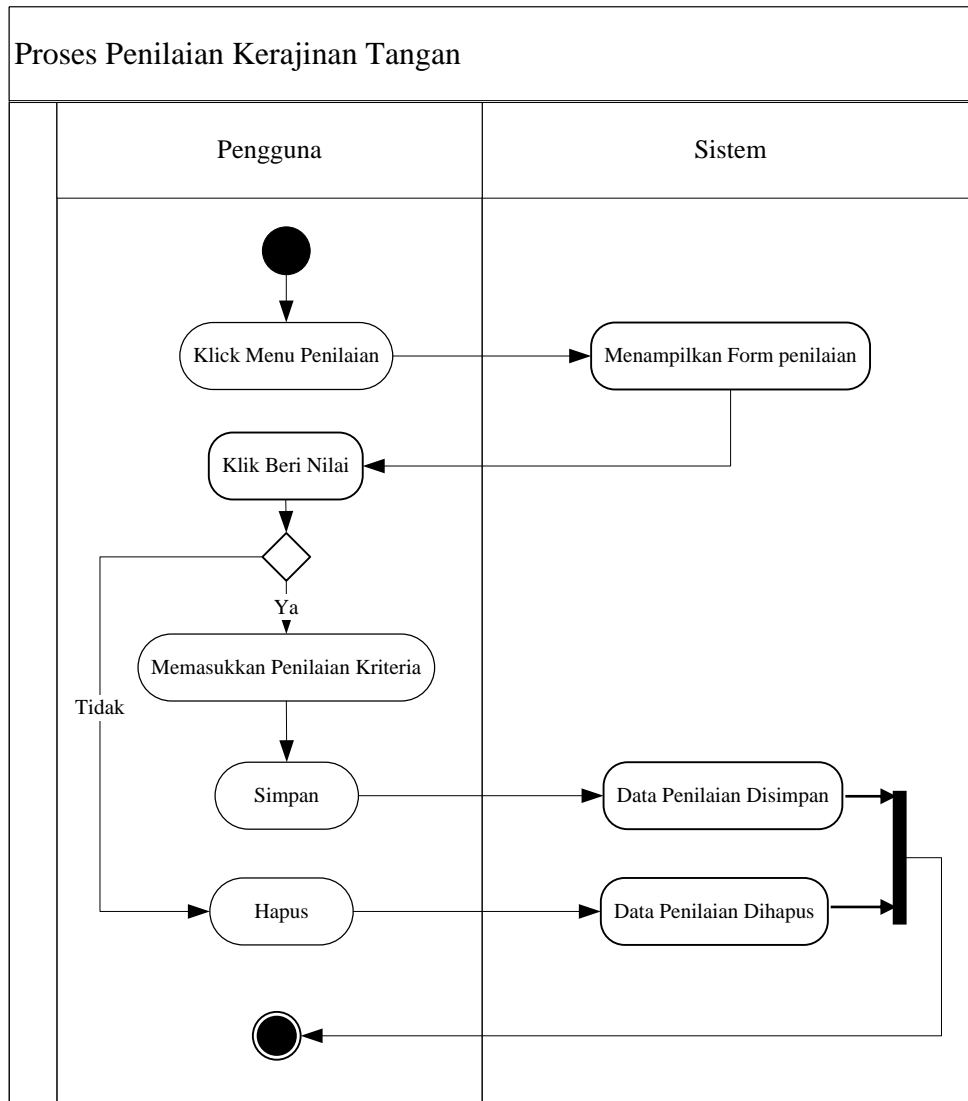 Proses Penilaian Kerajinan Tangan
Pengguna
Sistem
Klick Menu Penilaian
Menampilkan Form penilaian
Klik Beri Nilai
Ya
Memasukkan Penilaian Kriteria
Tidak
Simpan
Data Penilaian Disimpan
Hapus
Data Penilaian Dihapus